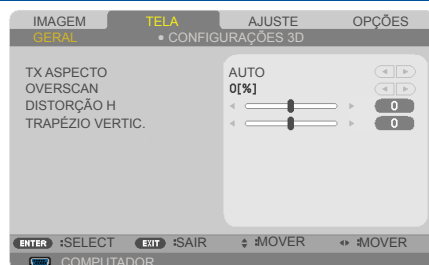 IMAGEM TELA AJUSTE OPÇÕES
GERAL • CONFIGURAÇÕES 3D
TX ASPECTO AUTO
OVERSCAN 0[%]
DISTORÇÃO H 0
TRAPÉZIO VERTIC. 0
ENTER :SELECT EXIT :SAIR :MOVER :MOVER
COMPUTADOR